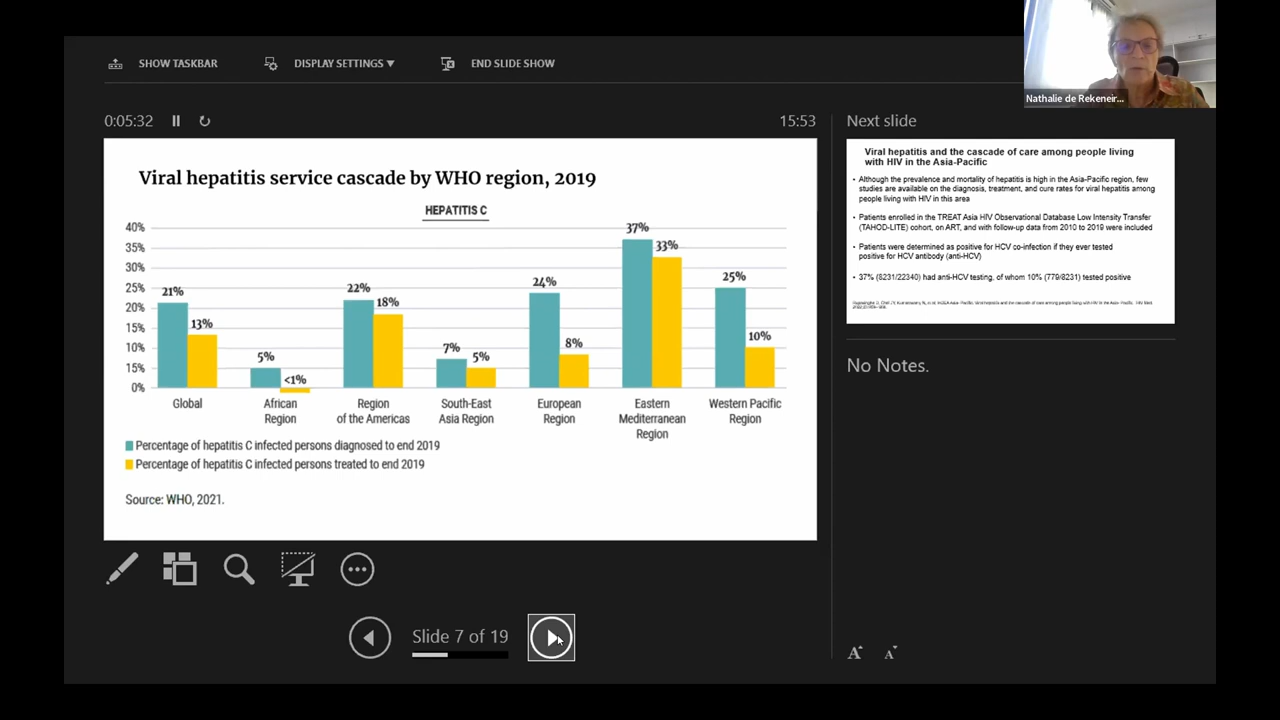 SHOW TASKBAR
DISPLAY SETTINGS ▼
END SLIDE SHOW
Nathalie de Rekeneir...
0:05:32
15:53
Next slide
Viral hepatitis service cascade by WHO region, 2019
HEPATITIS C
40%
35%
30%
25%
20%
15%
10%
15%
0%
21%
13%
5%
<1%
22%
18%
7%
5%
24%
8%
37%
33%
25%
10%
Global
African
Region
Region
of the Americas
South-East
Asia Region
European
Region
Eastern
Mediterranean
Region
Western Pacific
Region
Percentage of hepatitis C infected persons diagnosed to end 2019
Percentage of hepatitis C infected persons treated to end 2019
Source: WHO, 2021.
Viral hepatitis and the cascade of care among people living
with HIV in the Asia-Pacific
• Although the prevalence and mortality of hepatitis is high in the Asia-Pacific region, few
studies are available on the diagnosis, treatment, and cure rates for viral hepatitis among
people living with HIV in this area
• Patients enrolled in the TREAT Asia HIV Observational Database Low Intensity Transfer
(TAHOD-LITE) cohort, on ART, and with follow-up data from 2010 to 2019 were included
• Patients were determined as positive for HCV co-infection if they ever tested
positive for HCV antibody (anti-HCV)
• 37% (8231/22340) had anti-HCV testing, of whom 10% (779/8231) tested positive
No Notes.
Slide 7 of 19
A
A